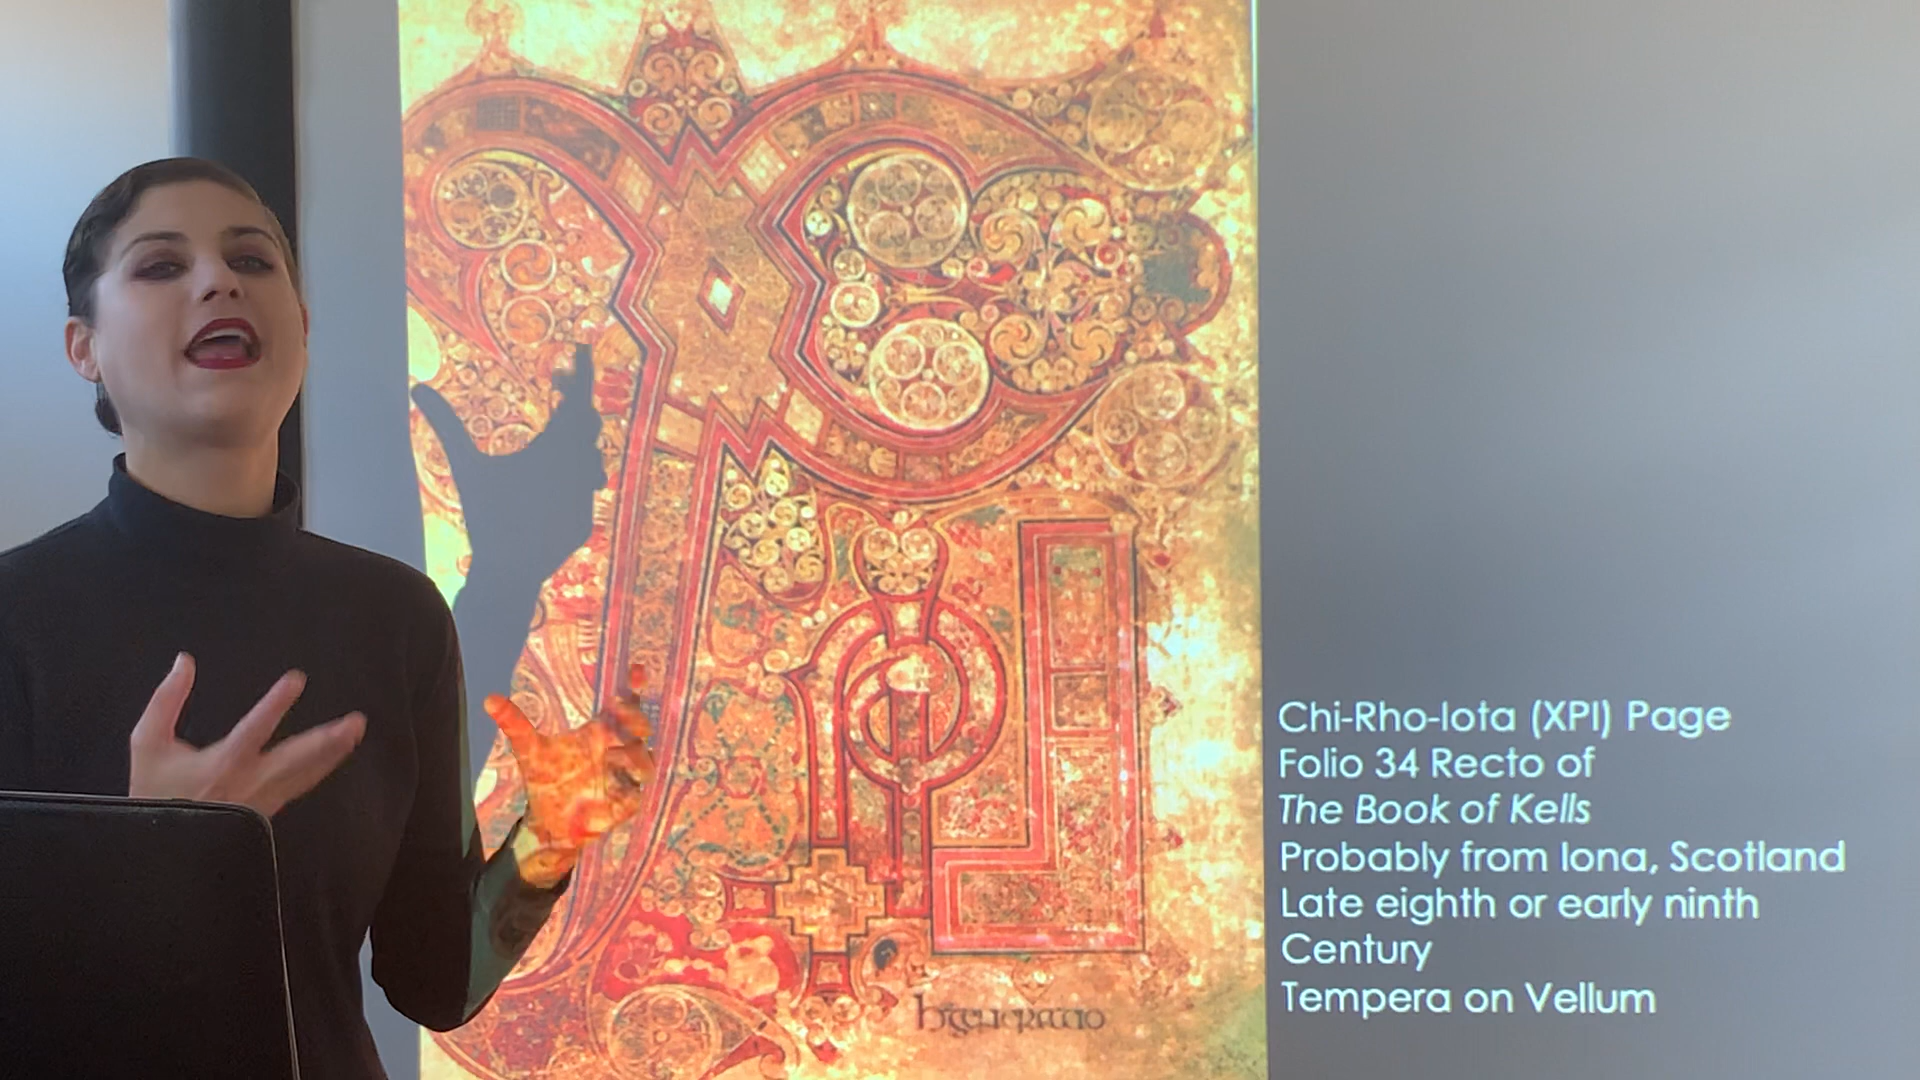 Chi-Rho-Iota (XPI) Page
Folio 34 Recto of
The Book of Kells
Probably from Iona, Scotland
Late eighth or early ninth
Century
Tempera on Vellum